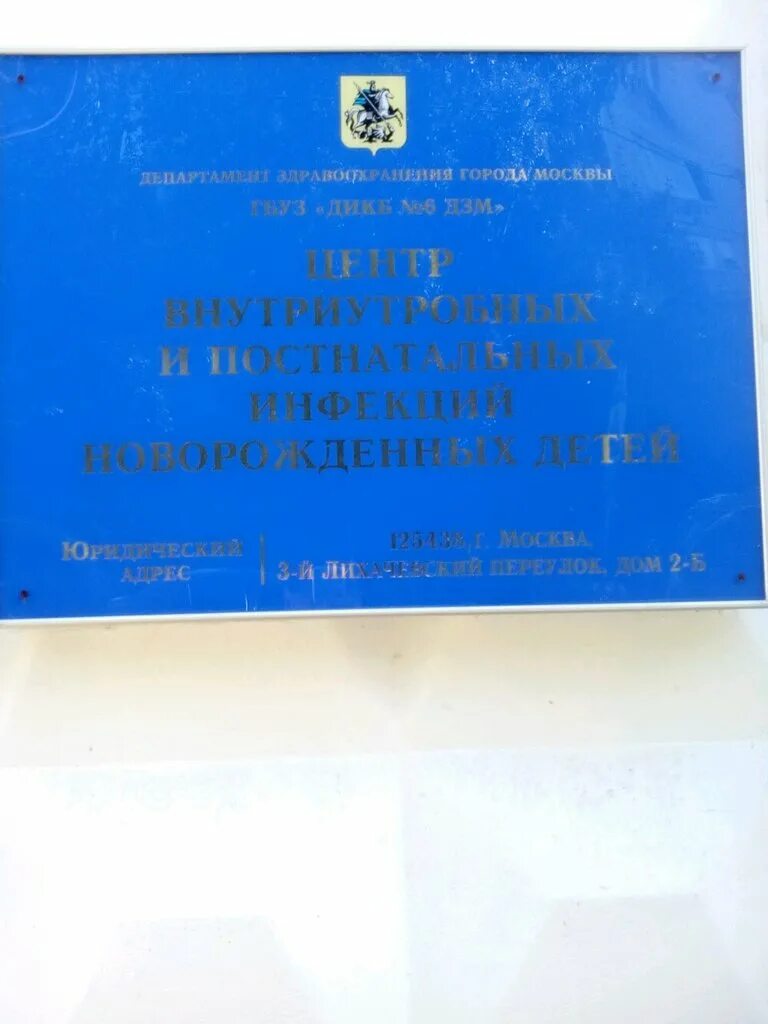 ДЕПАРТАМЕНТ ЗДРАВООХРАНЕНИЯ ГОРОДА МОСКВЫ
ГБУЗ «ДИКБ №6 ДЗМ»
ЦЕНТР
ВНУТРИУТРОБНЫХ
И ПОСТНАТАЛЬНЫХ
ИНФЕКЦИЙ
НОВОРОЖДЕННЫХ ДЕТЕЙ
ЮРИДИЧЕСКИЙ
АДРЕС
125438, Г. МОСКВА,
3-Й ЛИХАЧЕВСКИЙ ПЕРЕУЛОК, ДОМ 2-Б